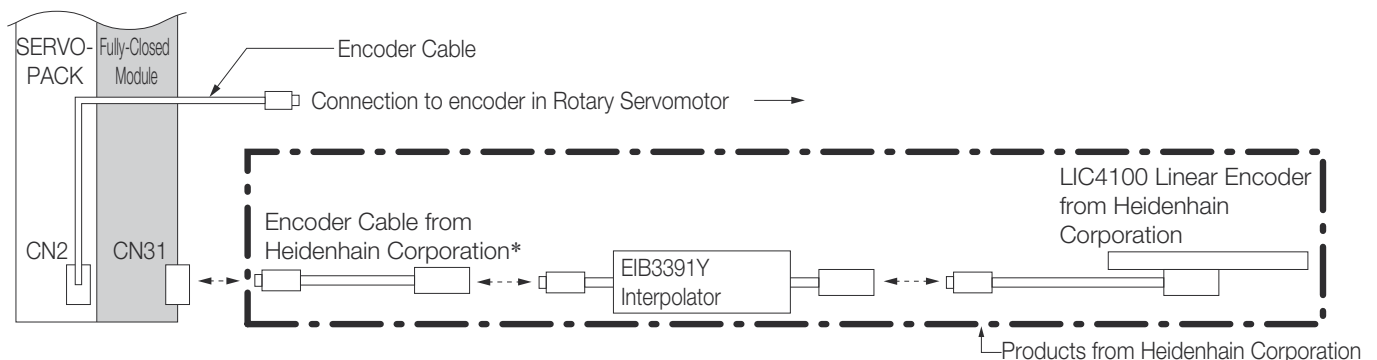 SERVO-
PACK
Fully-Closed
Module
Encoder Cable
Connection to encoder in Rotary Servomotor
CN2
CN31
Encoder Cable from
Heidenhain Corporation*
EIB3391Y
Interpolator
LIC4100 Linear Encoder
from Heidenhain
Corporation
Products from Heidenhain Corporation